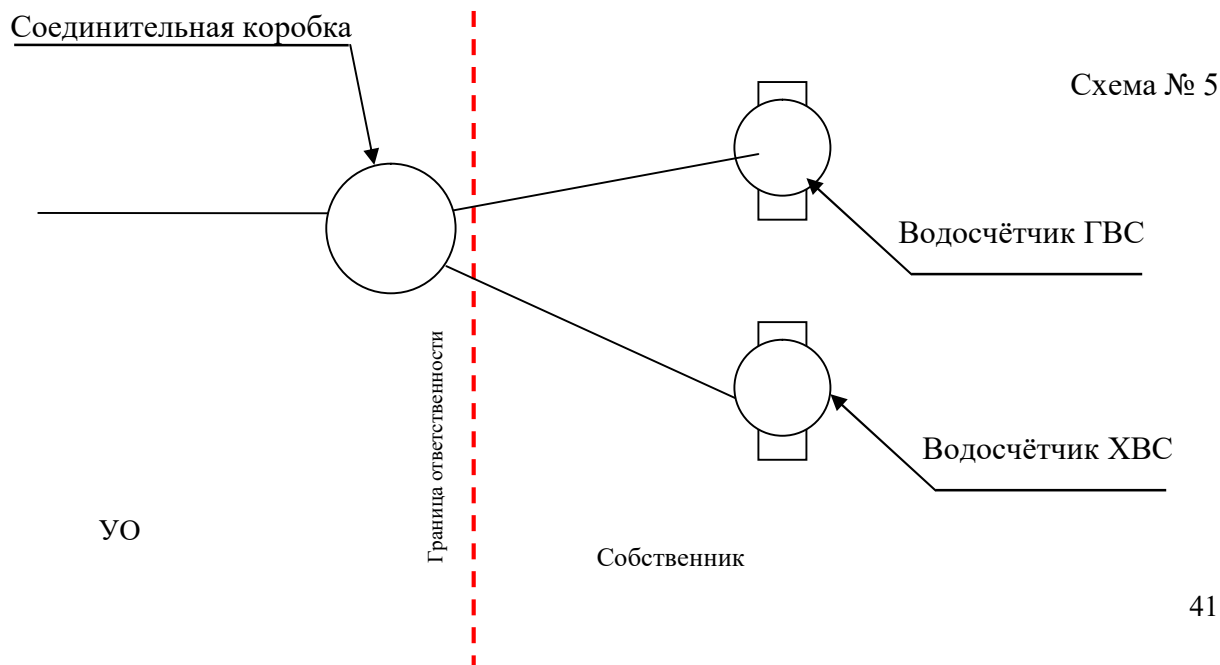 Соединительная коробка
Схема № 5
Водосчётчик ГВС
Граница ответственности
Водосчётчик ХВС
УО
Собственник
41